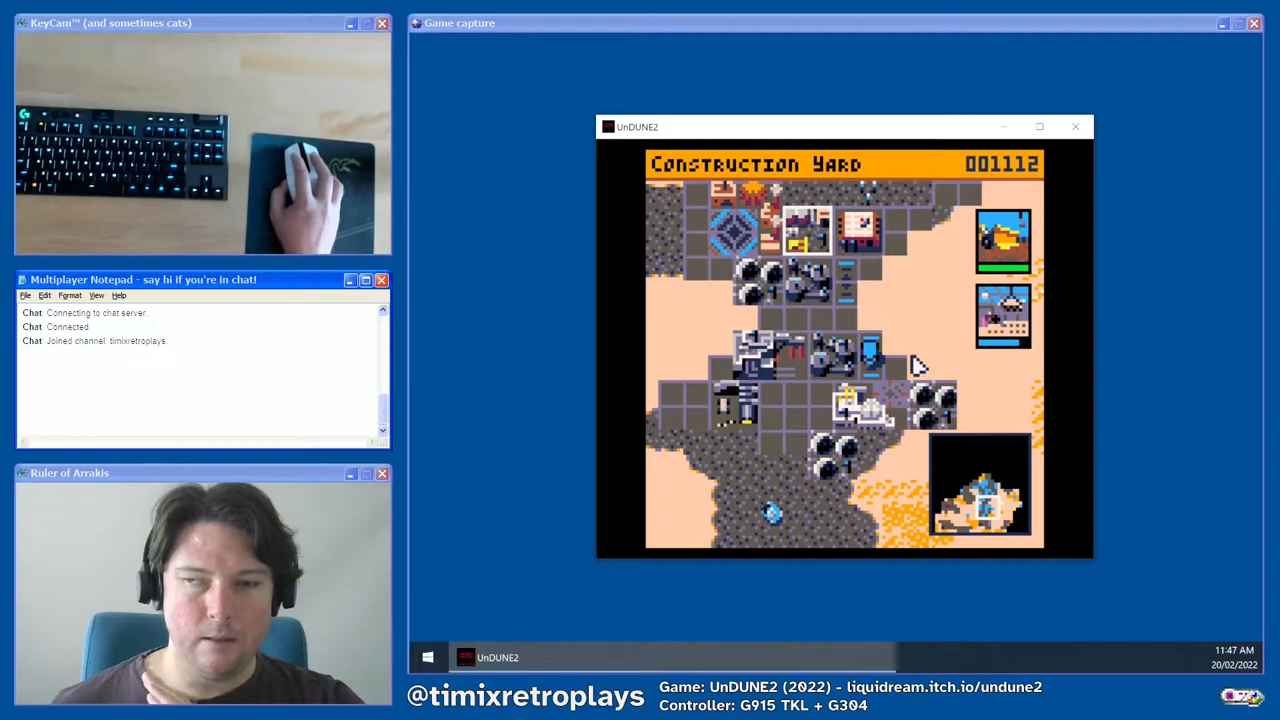 KeyCam™ (and sometimes cats)
Game capture
UnDUNE2
Construction Yard 001112
Multiplayer Notepad - say hi if you're in chat!
File Edit Format View Help
Chat: Connecting to chat server.
Chat: Connected.
Chat: Joined channel: timixretroplays.
Ruler of Arrakis
UnDUNE2
11:47 AM
20/02/2022
@timixretroplays
Game: UnDUNE2 (2022) - liquidream.itch.io/undune2
Controller: G915 TKL + G304